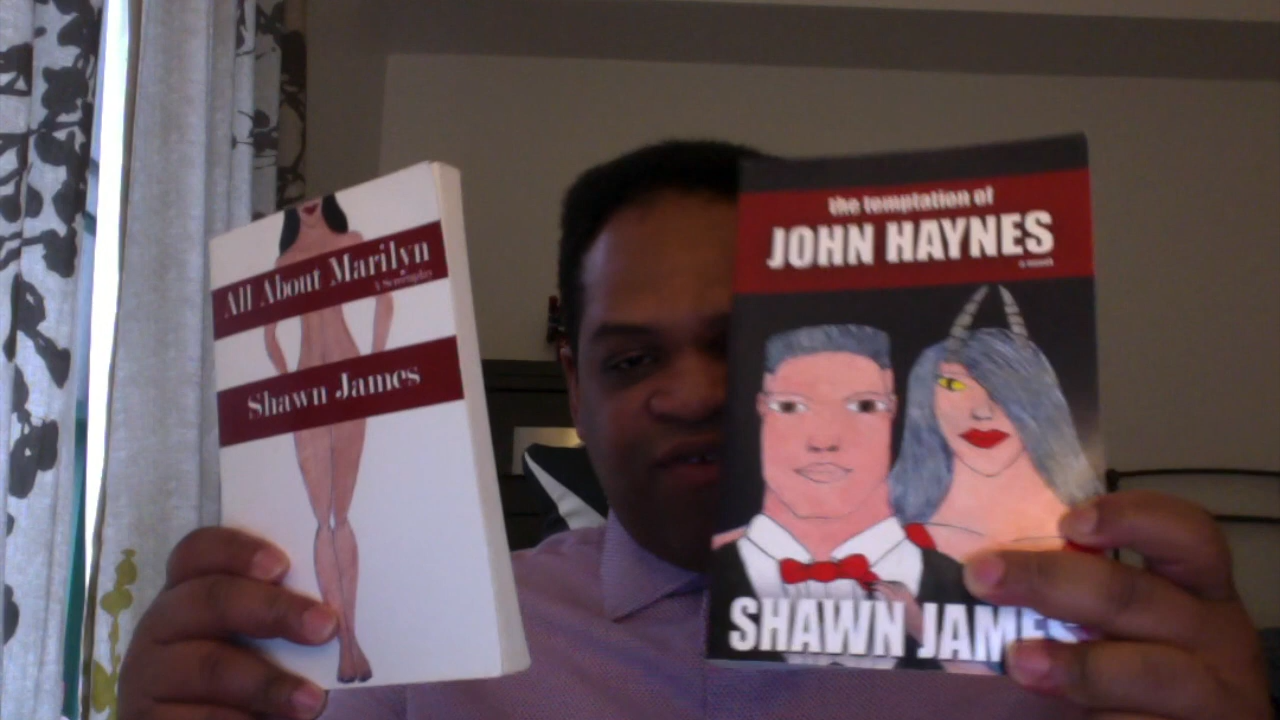 All About Marilyn
A Screenplay
Shawn James
the temptation of
JOHN HAYNES
a novel
SHAWN JAMES